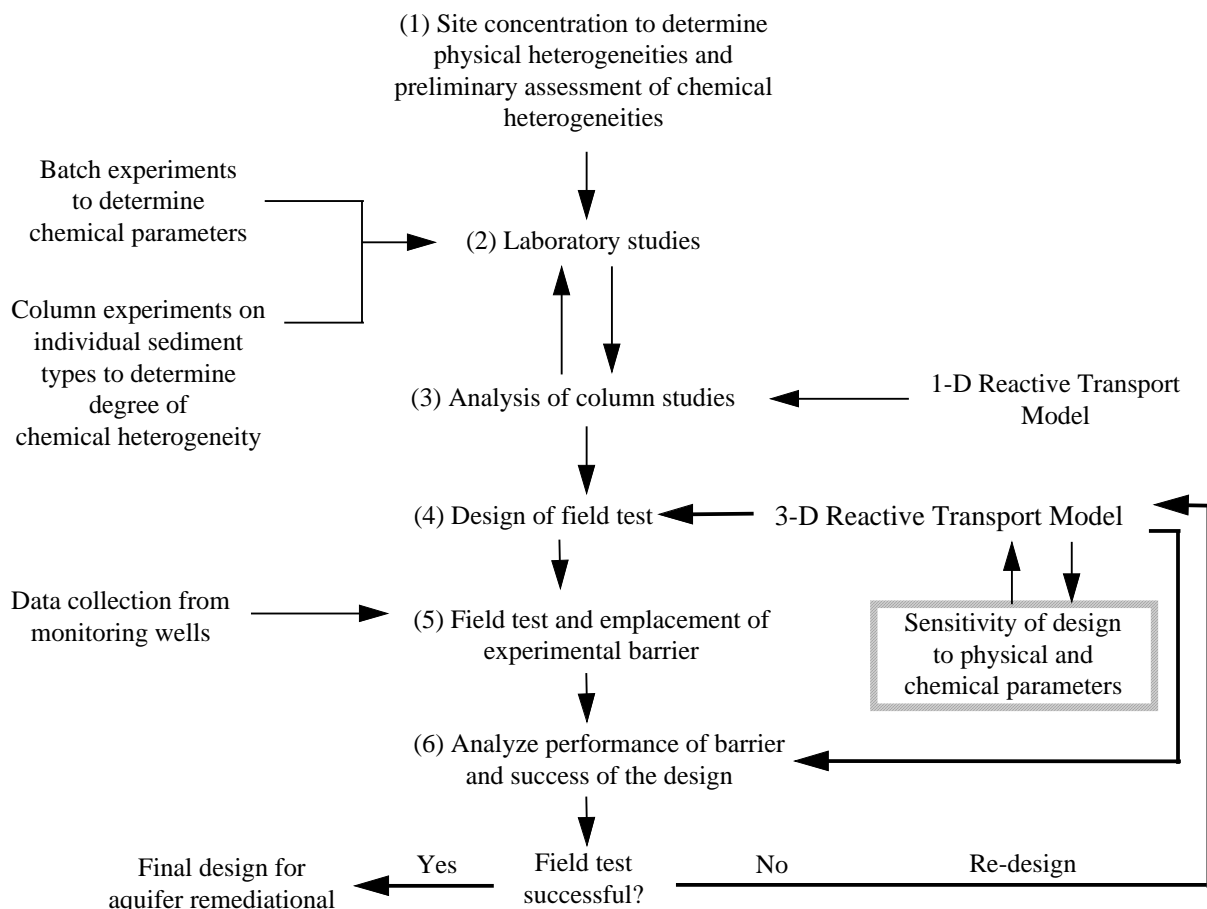 (1) Site concentration to determine
physical heterogeneities and
preliminary assessment of chemical
heterogeneities
Batch experiments
to determine
chemical parameters
(2) Laboratory studies
Column experiments on
individual sediment
types to determine
degree of
chemical heterogeneity
(3) Analysis of column studies
1-D Reactive Transport
Model
(4) Design of field test
3-D Reactive Transport Model
Data collection from
monitoring wells
(5) Field test and emplacement of
experimental barrier
Sensitivity of design
to physical and
chemical parameters
(6) Analyze performance of barrier
and success of the design
Final design for
aquifer remediational
Yes
Field test
successful?
No
Re-design